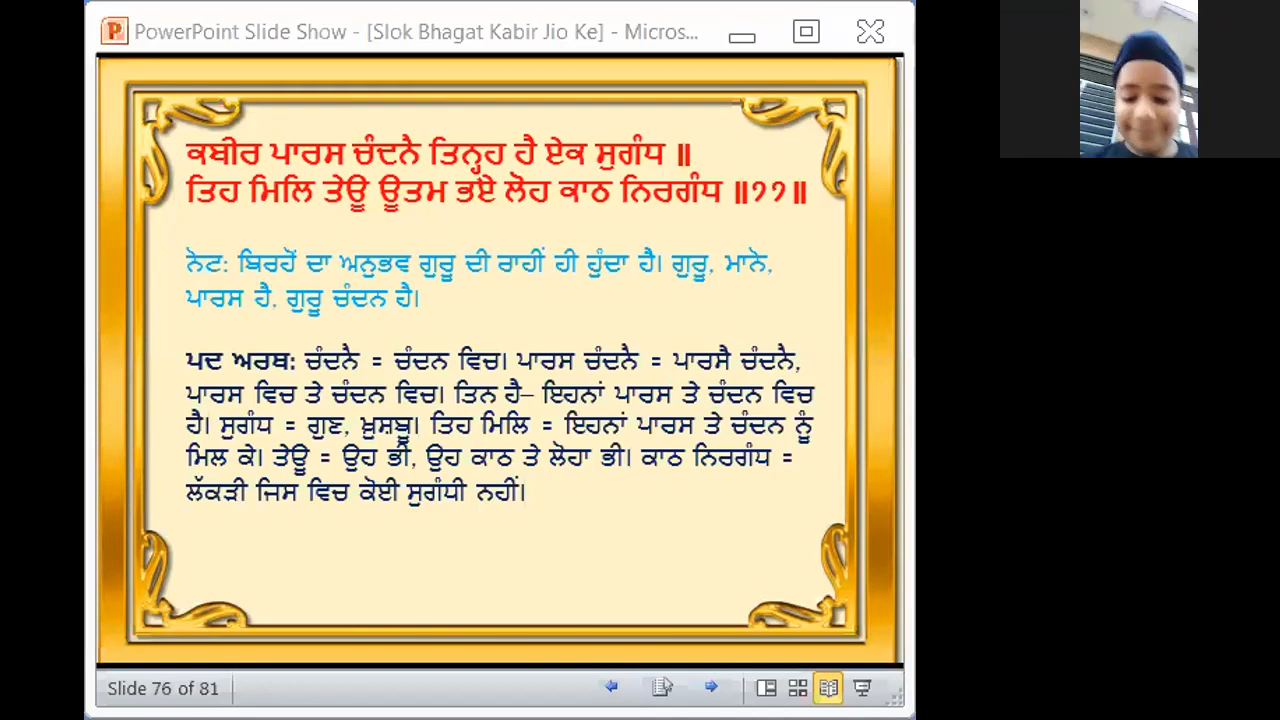 PowerPoint Slide Show - [Slok Bhagat Kabir Jio Ke] - Micros...
ਕਬੀਰ ਪਾਰਸ ਚੰਦਨੈ ਤਿਨ੍ਹ ਹੈ ਏਕ ਸੁਗੰਧ ॥
ਤਿਹ ਮਿਲਿ ਤੇਊ ਊਤਮ ਭਏ ਲੋਹ ਕਾਠ ਨਿਰਗੰਧ ॥੭੭॥
ਨੋਟ: ਬਿਰਹੋਂ ਦਾ ਅਨੁਭਵ ਗੁਰੂ ਦੀ ਰਾਹੀਂ ਹੀ ਹੁੰਦਾ ਹੈ। ਗੁਰੂ, ਮਾਨੋ,
ਪਾਰਸ ਹੈ, ਗੁਰੂ ਚੰਦਨ ਹੈ।
ਪਦ ਅਰਥ: ਚੰਦਨੈ = ਚੰਦਨ ਵਿਚ। ਪਾਰਸ ਚੰਦਨੈ = ਪਾਰਸੈ ਚੰਦਨੈ,
ਪਾਰਸ ਵਿਚ ਤੇ ਚੰਦਨ ਵਿਚ। ਤਿਨ ਹੈ– ਇਹਨਾਂ ਪਾਰਸ ਤੇ ਚੰਦਨ ਵਿਚ
ਹੈ। ਸੁਗੰਧ = ਗੁਣ, ਖ਼ੁਸ਼ਬੂ। ਤਿਹ ਮਿਲਿ = ਇਹਨਾਂ ਪਾਰਸ ਤੇ ਚੰਦਨ ਨੂੰ
ਮਿਲ ਕੇ। ਤੇਊ = ਉਹ ਭੀ, ਉਹ ਕਾਠ ਤੇ ਲੋਹਾ ਭੀ। ਕਾਠ ਨਿਰਗੰਧ =
ਲੱਕੜੀ ਜਿਸ ਵਿਚ ਕੋਈ ਸੁਗੰਧੀ ਨਹੀਂ।
Slide 76 of 81